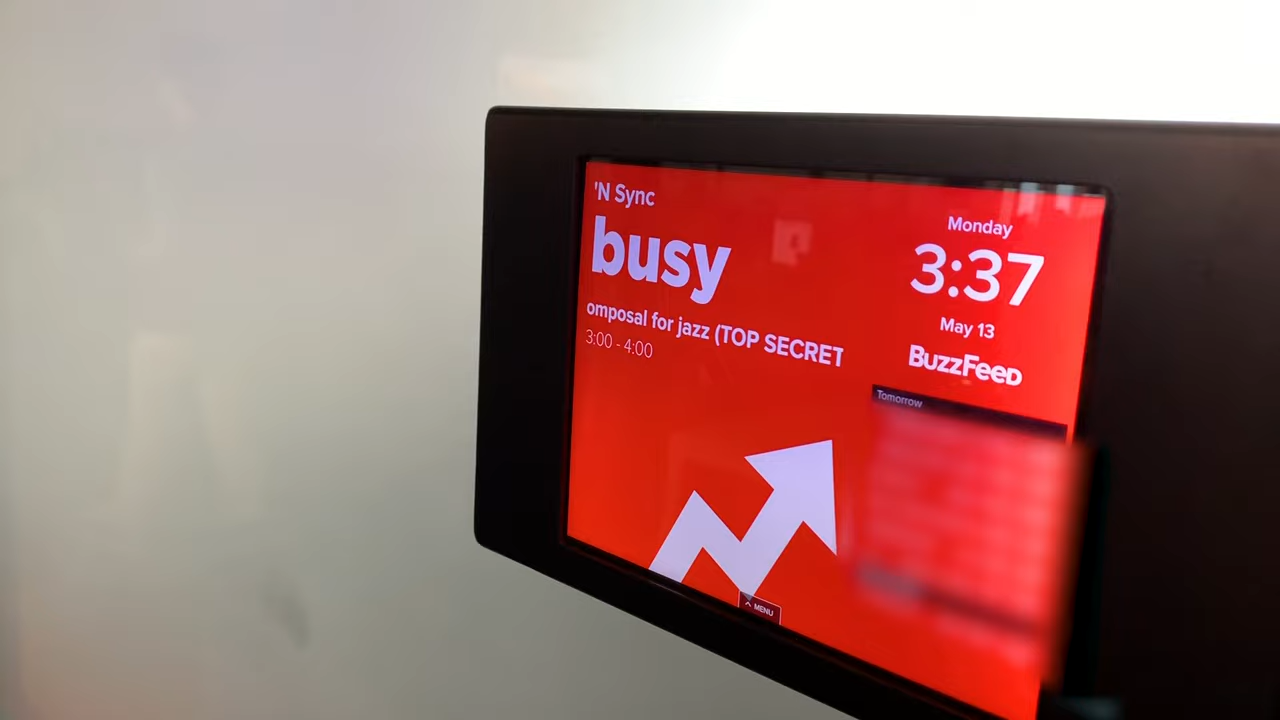 'N Sync
busy
omposal for jazz (TOP SECRET
3:00 - 4:00
Monday
3:37
May 13
BuzzFeed
Tomorrow
MENU